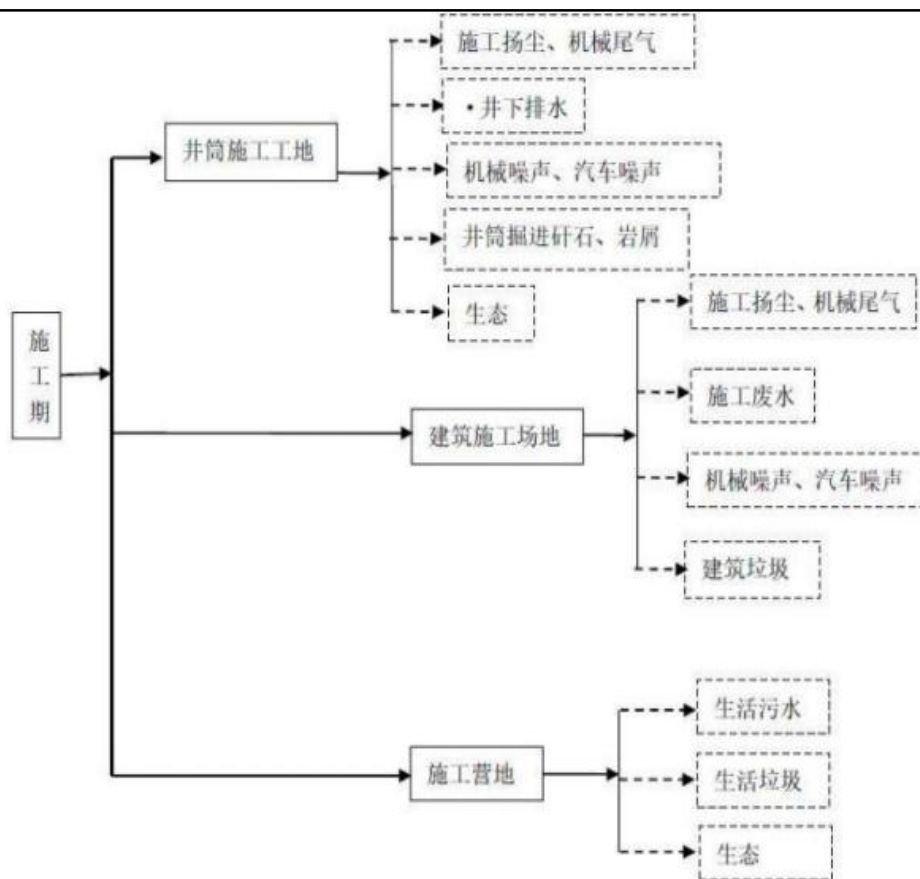 施工期
井筒施工工地
施工扬尘、机械尾气
·井下排水
机械噪声、汽车噪声
井筒掘进矸石、岩屑
生态
建筑施工场地
施工扬尘、机械尾气
施工废水
机械噪声、汽车噪声
建筑垃圾
施工营地
生活污水
生活垃圾
生态